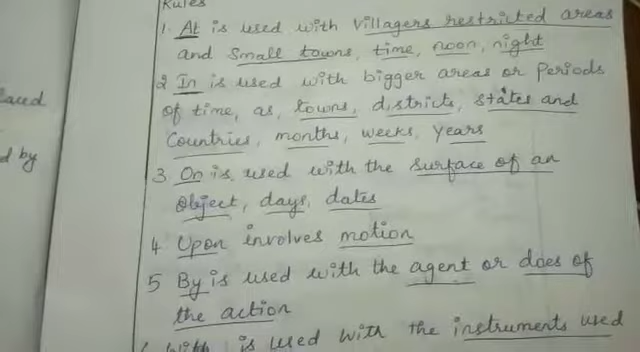 Rules
1. At is used with Villagers restricted areas
and Small towns, time, noon, night
2 In is used with bigger areas or Periods
of time, as, towns, districts, states and
Countries, months, weeks, years
3. On is used with the surface of an
object, days, dates
4. Upon involves motion
5 By is used with the agent or does of
the action
With is used with the instruments used
d by